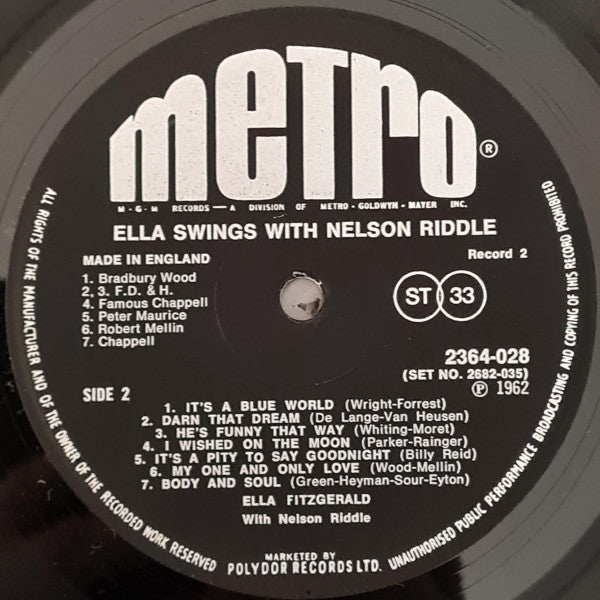 metro®
M-G-M RECORDS — A DIVISION OF METRO-GOLDWYN-MAYER INC.
ELLA SWINGS WITH NELSON RIDDLE
MADE IN ENGLAND
1. Bradbury Wood
2, 3. F.D. & H.
4. Famous Chappell
5. Peter Maurice
6. Robert Mellin
7. Chappell
Record 2
ST 33
2364-028
(SET NO. 2682-035)
Ⓟ 1962
SIDE 2
1. IT'S A BLUE WORLD (Wright-Forrest)
2. DARN THAT DREAM (De Lange-Van Heusen)
3. HE'S FUNNY THAT WAY (Whiting-Moret)
4. I WISHED ON THE MOON (Parker-Rainger)
5. IT'S A PITY TO SAY GOODNIGHT (Billy Reid)
6. MY ONE AND ONLY LOVE (Wood-Mellin)
7. BODY AND SOUL (Green-Heyman-Sour-Eyton)
ELLA FITZGERALD
With Nelson Riddle
MARKETED BY
POLYDOR RECORDS LTD.
ALL RIGHTS OF THE MANUFACTURER AND OF THE OWNER OF THE RECORDED WORK RESERVED
UNAUTHORISED PUBLIC PERFORMANCE BROADCASTING AND COPYING OF THIS RECORD PROHIBITED